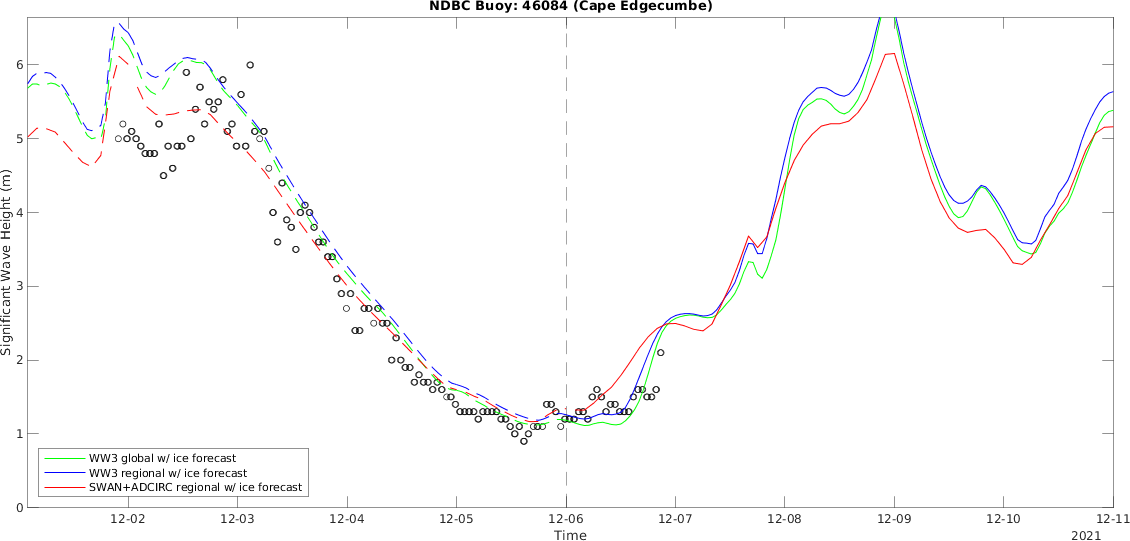 NDBC Buoy: 46084 (Cape Edgecumbe)
Significant Wave Height (m)
6
5
4
3
2
1
0
WW3 global w/ ice forecast
WW3 regional w/ ice forecast
SWAN+ADCIRC regional w/ ice forecast
12-02 12-03 12-04 12-05 12-06 12-07 12-08 12-09 12-10 12-11
Time
2021